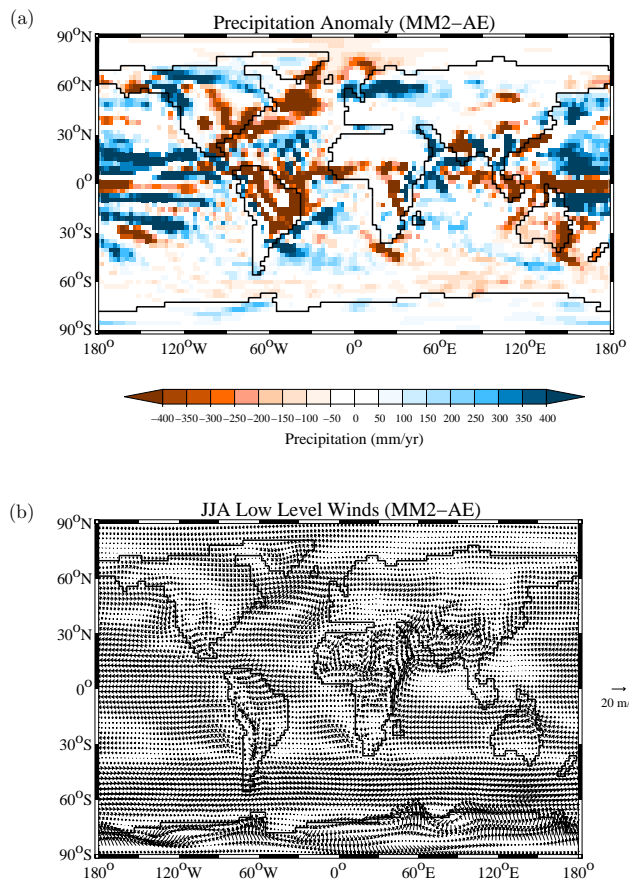 (a)
Precipitation Anomaly (MM2−AE)
90°N
60°N
30°N
0°
30°S
60°S
90°S
180° 120°W 60°W 0° 60°E 120°E 180°
−400 −350 −300 −250 −200 −150 −100 −50 0 50 100 150 200 250 300 350 400
Precipitation (mm/yr)
(b)
JJA Low Level Winds (MM2−AE)
90°N
60°N
30°N
0°
20 m/
30°S
60°S
90°S
180° 120°W 60°W 0° 60°E 120°E 180°